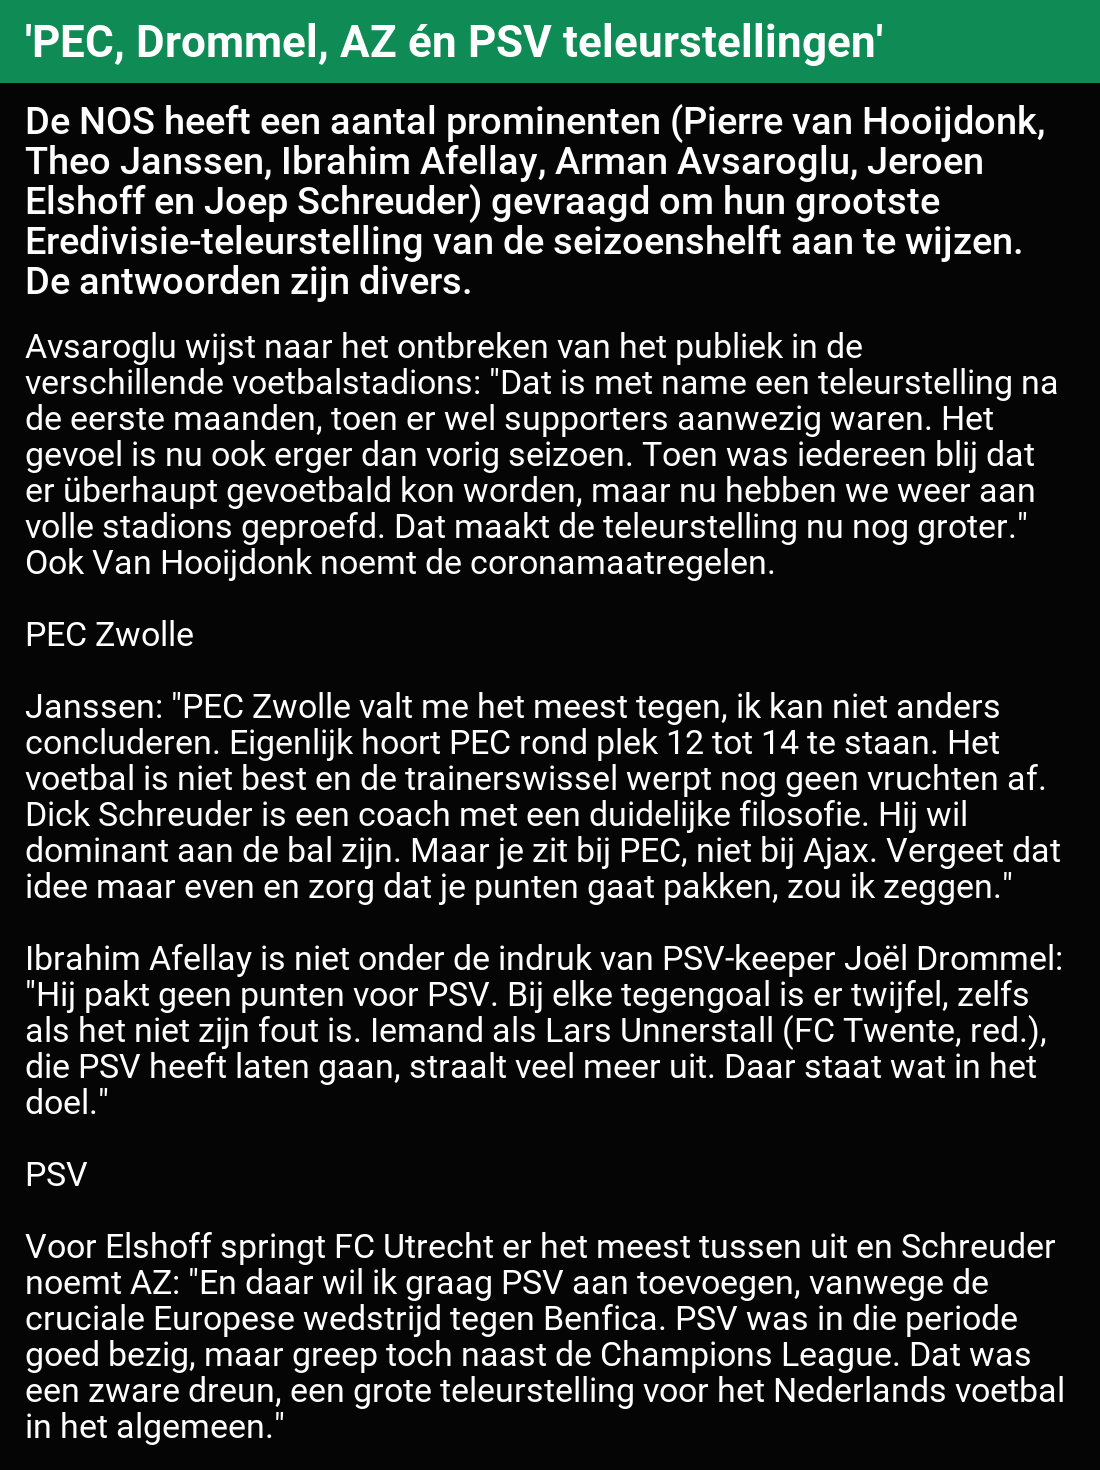 'PEC, Drommel, AZ én PSV teleurstellingen'
De NOS heeft een aantal prominenten (Pierre van Hooijdonk,
Theo Janssen, Ibrahim Afellay, Arman Avsaroglu, Jeroen
Elshoff en Joep Schreuder) gevraagd om hun grootste
Eredivisie-teleurstelling van de seizoenshelft aan te wijzen.
De antwoorden zijn divers.
Avsaroglu wijst naar het ontbreken van het publiek in de
verschillende voetbalstadions: "Dat is met name een teleurstelling na
de eerste maanden, toen er wel supporters aanwezig waren. Het
gevoel is nu ook erger dan vorig seizoen. Toen was iedereen blij dat
er überhaupt gevoetbald kon worden, maar nu hebben we weer aan
volle stadions geproefd. Dat maakt de teleurstelling nu nog groter."
Ook Van Hooijdonk noemt de coronamaatregelen.
PEC Zwolle
Janssen: "PEC Zwolle valt me het meest tegen, ik kan niet anders
concluderen. Eigenlijk hoort PEC rond plek 12 tot 14 te staan. Het
voetbal is niet best en de trainerswissel werpt nog geen vruchten af.
Dick Schreuder is een coach met een duidelijke filosofie. Hij wil
dominant aan de bal zijn. Maar je zit bij PEC, niet bij Ajax. Vergeet dat
idee maar even en zorg dat je punten gaat pakken, zou ik zeggen."
Ibrahim Afellay is niet onder de indruk van PSV-keeper Joël Drommel:
"Hij pakt geen punten voor PSV. Bij elke tegengoal is er twijfel, zelfs
als het niet zijn fout is. Iemand als Lars Unnerstall (FC Twente, red.),
die PSV heeft laten gaan, straalt veel meer uit. Daar staat wat in het
doel."
PSV
Voor Elshoff springt FC Utrecht er het meest tussen uit en Schreuder
noemt AZ: "En daar wil ik graag PSV aan toevoegen, vanwege de
cruciale Europese wedstrijd tegen Benfica. PSV was in die periode
goed bezig, maar greep toch naast de Champions League. Dat was
een zware dreun, een grote teleurstelling voor het Nederlands voetbal
in het algemeen."